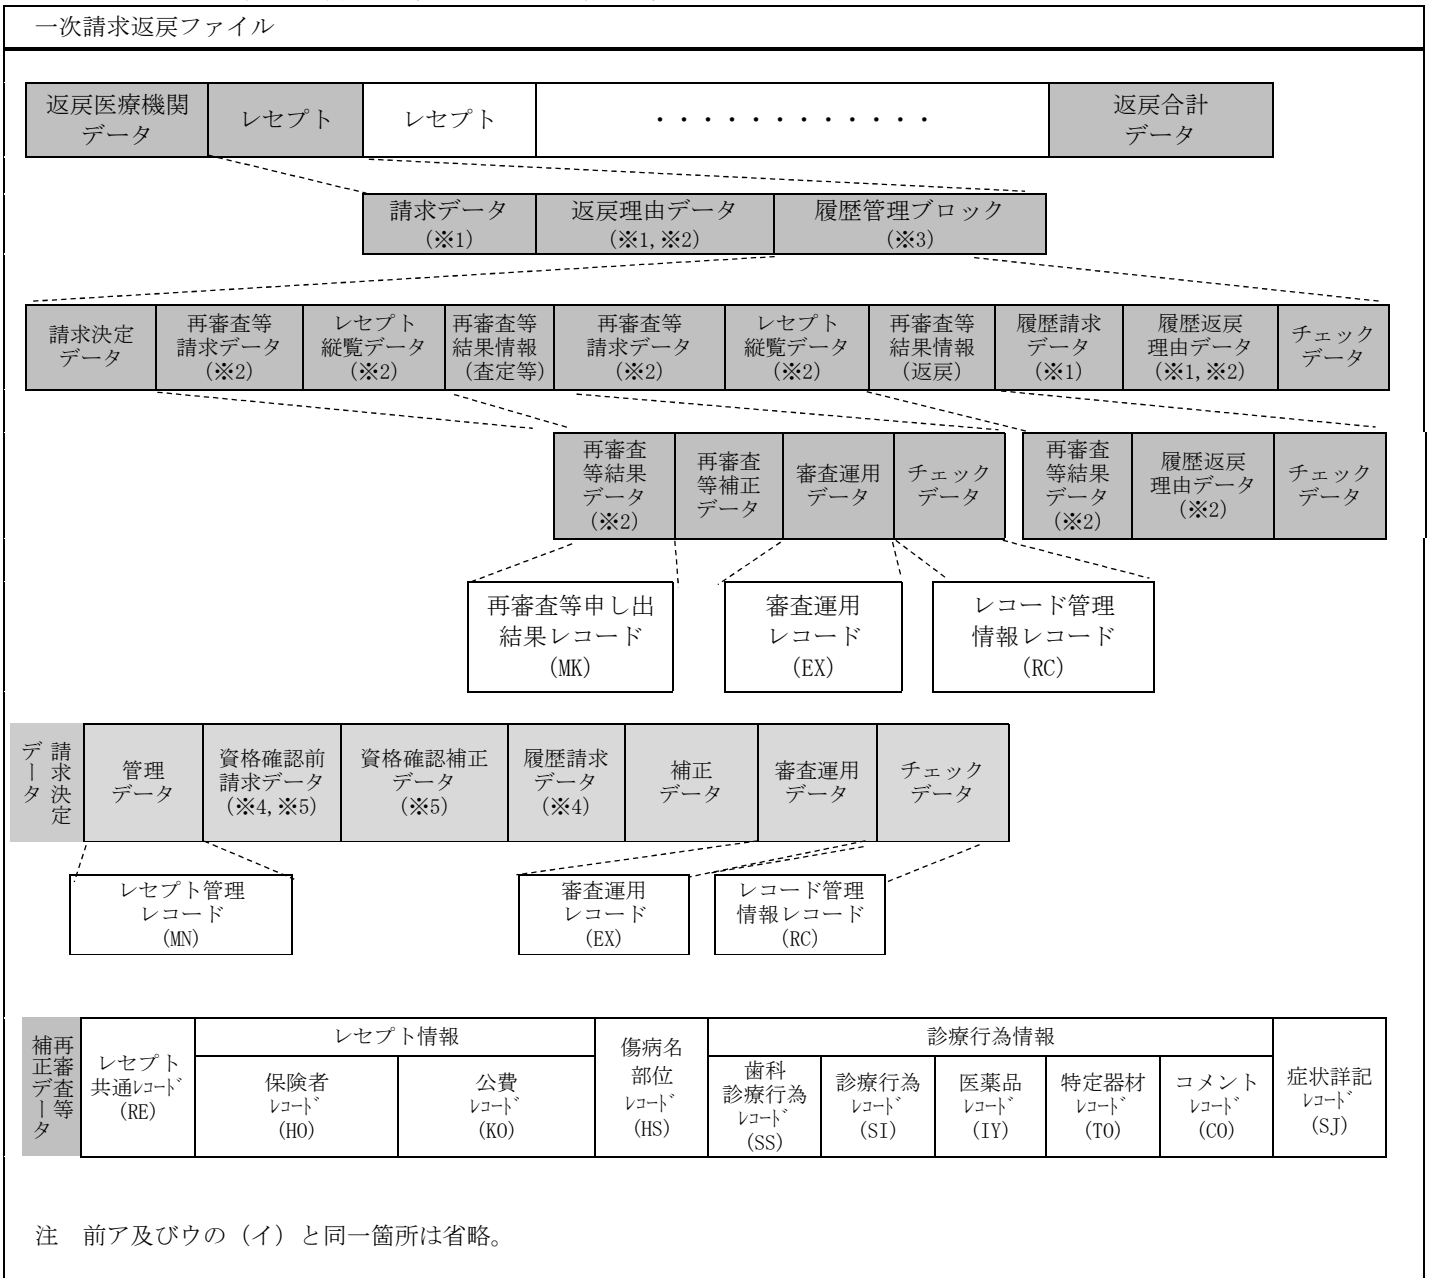 一次請求返戻ファイル
返戻医療機関
データ
レセプト
レセプト
・・・・・・・・・・・・
返戻合計
データ
請求データ
(※1)
返戻理由データ
(※1,※2)
履歴管理ブロック
(※3)
請求決定
データ
再審査等
請求データ
(※2)
レセプト
縦覧データ
(※2)
再審査等
結果情報
(査定等)
再審査等
請求データ
(※2)
レセプト
縦覧データ
(※2)
再審査等
結果情報
(返戻)
履歴請求
データ
(※1)
履歴返戻
理由データ
(※1,※2)
チェック
データ
再審査
等結果
データ
(※2)
再審査
等補正
データ
審査運用
データ
チェック
データ
再審査
等結果
データ
(※2)
履歴返戻
理由データ
(※2)
チェック
データ
再審査等申し出
結果レコード
(MK)
審査運用
レコード
(EX)
レコード管理
情報レコード
(RC)
請求決定
データ
管理
データ
資格確認前
請求データ
(※4,※5)
資格確認補正
データ
(※5)
履歴請求
データ
(※4)
補正
データ
審査運用
データ
チェック
データ
レセプト管理
レコード
(MN)
審査運用
レコード
(EX)
レコード管理
情報レコード
(RC)
再審査等
補正データ
レセプト
共通ﾚｺｰﾄﾞ
(RE)
レセプト情報
保険者
ﾚｺｰﾄﾞ
(HO)
公費
ﾚｺｰﾄﾞ
(KO)
傷病名
部位
ﾚｺｰﾄﾞ
(HS)
診療行為情報
歯科
診療行為
ﾚｺｰﾄﾞ
(SS)
診療行為
ﾚｺｰﾄﾞ
(SI)
医薬品
ﾚｺｰﾄﾞ
(IY)
特定器材
ﾚｺｰﾄﾞ
(TO)
コメント
ﾚｺｰﾄﾞ
(CO)
症状詳記
ﾚｺｰﾄﾞ
(SJ)
注　前ア及びウの（イ）と同一箇所は省略。